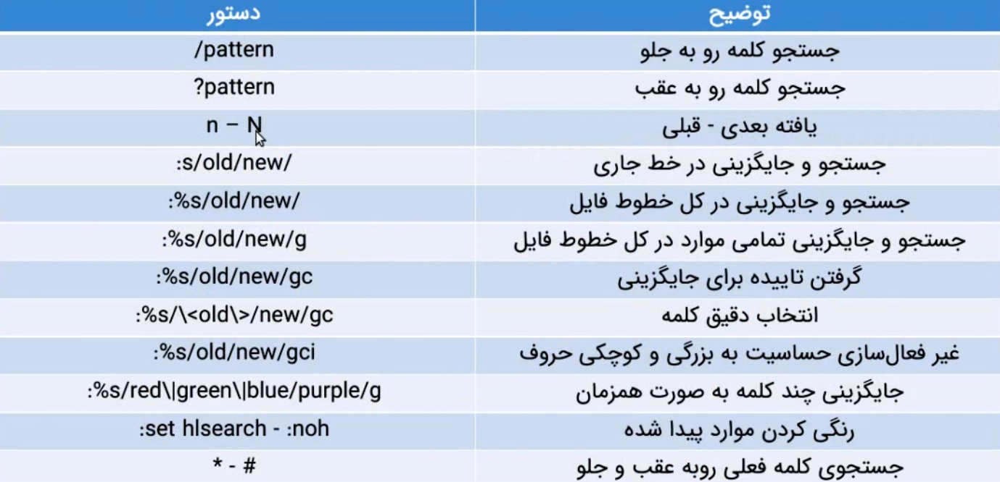 توضیح	دستور
جستجو کلمه رو به جلو	/pattern
جستجو کلمه رو به عقب	?pattern
یافته بعدی - قبلی	n – N
جستجو و جایگزینی در خط جاری	:s/old/new/
جستجو و جایگزینی در کل خطوط فایل	:%s/old/new/
جستجو و جایگزینی تمامی موارد در کل خطوط فایل	:%s/old/new/g
گرفتن تاییده برای جایگزینی	:%s/old/new/gc
انتخاب دقیق کلمه	:%s/\<old\>/new/gc
غیر فعال‌سازی حساسیت به بزرگی و کوچکی حروف	:%s/old/new/gci
جایگزینی چند کلمه به صورت همزمان	:%s/red\|green\|blue/purple/g
رنگی کردن موارد پیدا شده	:set hlsearch - :noh
جستجوی کلمه فعلی روبه عقب و جلو	* - #